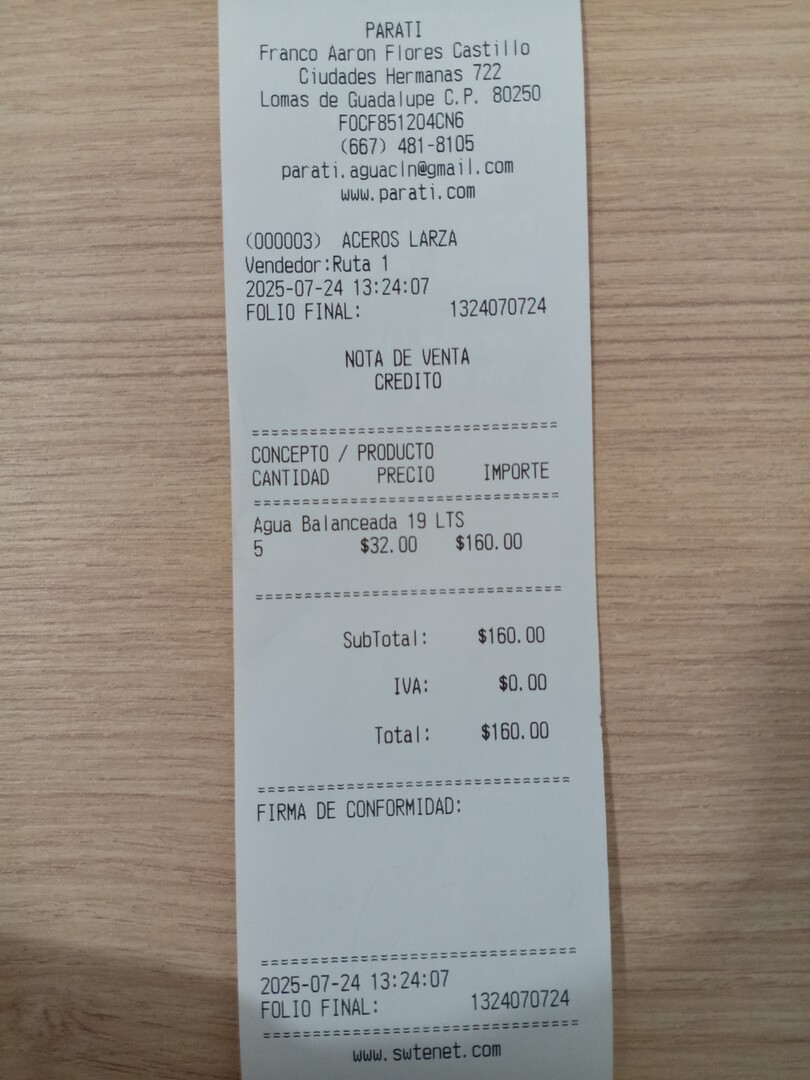 PARATI
Franco Aaron Flores Castillo
Ciudades Hermanas 722
Lomas de Guadalupe C.P. 80250
FOCF851204CN6
(667) 481-8105
parati.aguacln@gmail.com
www.parati.com
(000003) ACEROS LARZA
Vendedor:Ruta 1
2025-07-24 13:24:07
FOLIO FINAL: 1324070724
NOTA DE VENTA
CREDITO
================================
CONCEPTO / PRODUCTO
CANTIDAD PRECIO IMPORTE
================================
Agua Balanceada 19 LTS
5 $32.00 $160.00
================================
SubTotal: $160.00
IVA: $0.00
Total: $160.00
================================
FIRMA DE CONFORMIDAD:
================================
2025-07-24 13:24:07
FOLIO FINAL: 1324070724
================================
www.swtenet.com